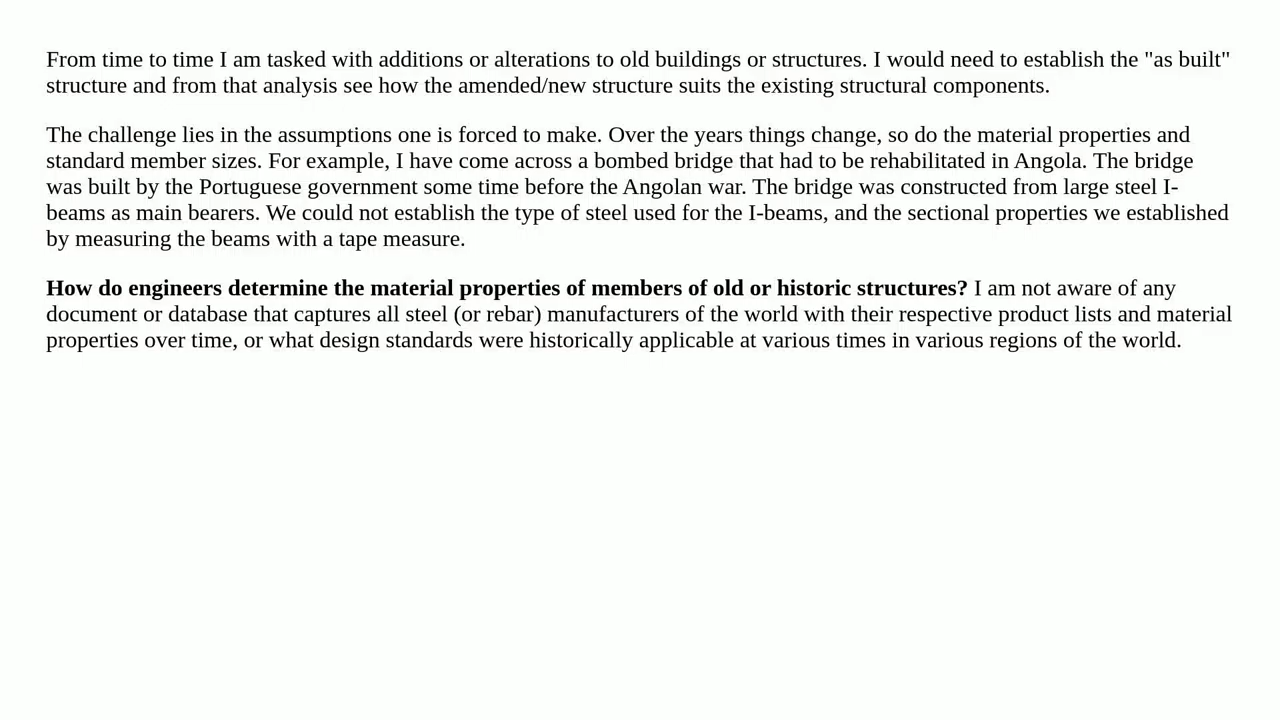 From time to time I am tasked with additions or alterations to old buildings or structures. I would need to establish the "as built"
structure and from that analysis see how the amended/new structure suits the existing structural components.
The challenge lies in the assumptions one is forced to make. Over the years things change, so do the material properties and
standard member sizes. For example, I have come across a bombed bridge that had to be rehabilitated in Angola. The bridge
was built by the Portuguese government some time before the Angolan war. The bridge was constructed from large steel I-
beams as main bearers. We could not establish the type of steel used for the I-beams, and the sectional properties we established
by measuring the beams with a tape measure.
How do engineers determine the material properties of members of old or historic structures? I am not aware of any
document or database that captures all steel (or rebar) manufacturers of the world with their respective product lists and material
properties over time, or what design standards were historically applicable at various times in various regions of the world.